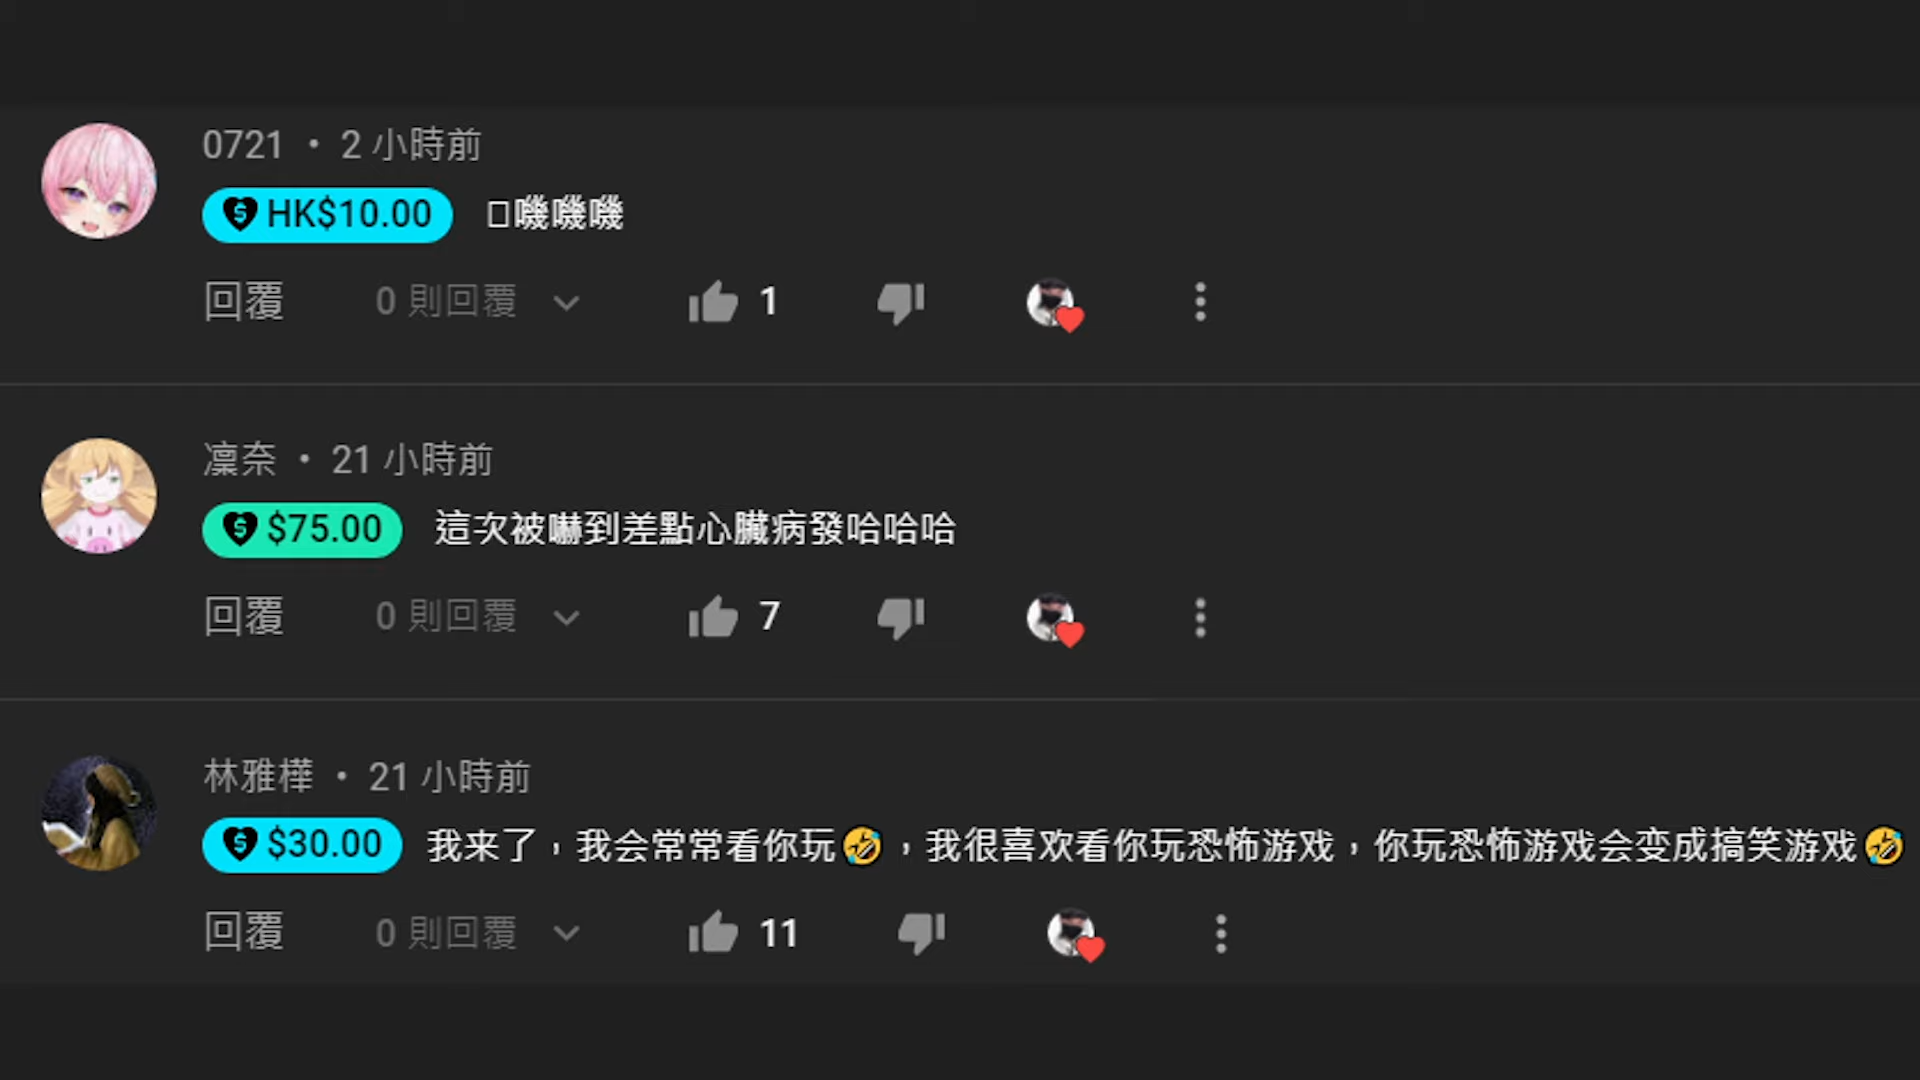 0721 • 2 小時前
HK$10.00 嘰嘰嘰
回覆 0 則回覆 1
凜奈 • 21 小時前
$75.00 這次被嚇到差點心臟病發哈哈哈
回覆 0 則回覆 7
林雅樺 • 21 小時前
$30.00 我来了，我会常常看你玩🤣，我很喜欢看你玩恐怖游戏，你玩恐怖游戏会变成搞笑游戏🤣
回覆 0 則回覆 11